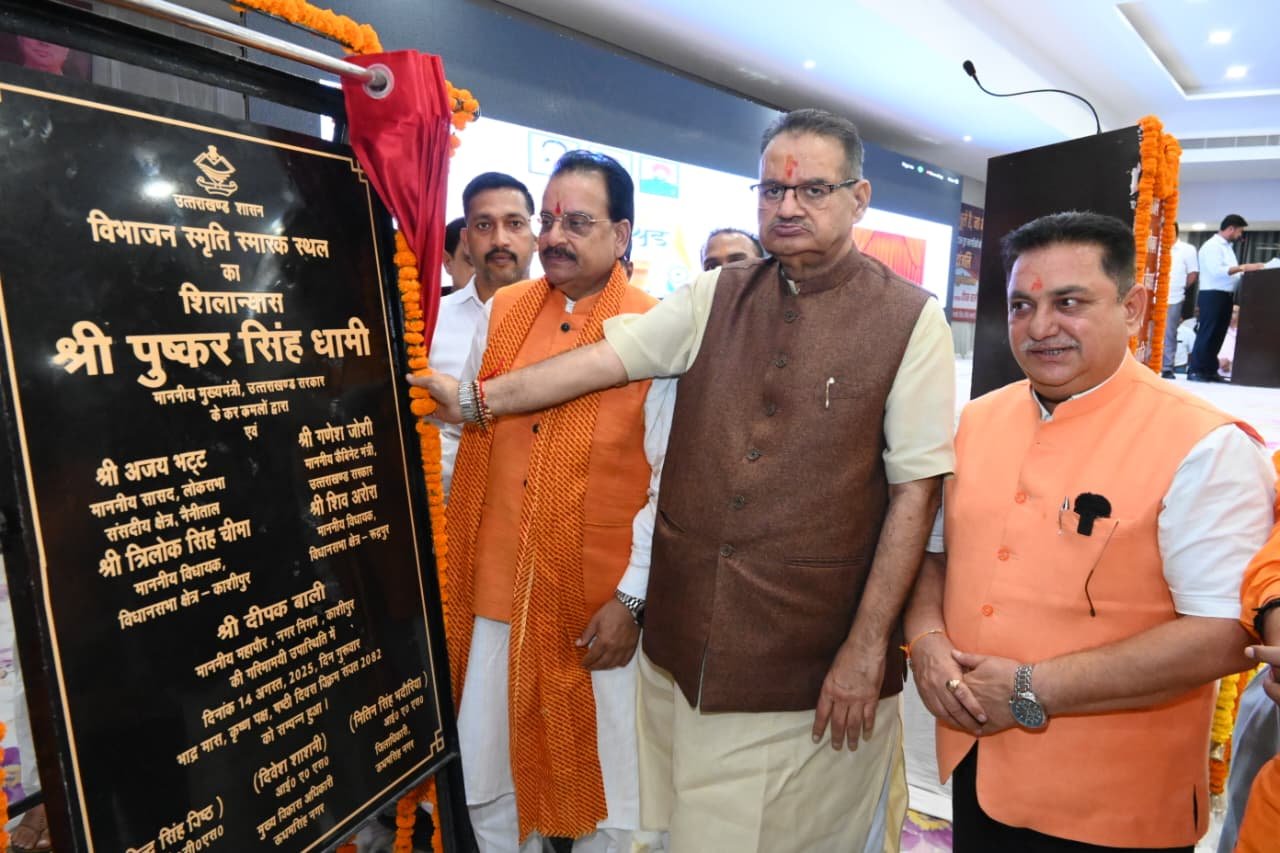 उत्तराखण्ड शासन
विभाजन स्मृति स्मारक स्थल
का
शिलान्यास
श्री पुष्कर सिंह धामी
माननीय मुख्यमंत्री, उत्तराखण्ड सरकार
के कर कमलों द्वारा
एवं
श्री अजय भट्ट
माननीय सासद, लोकसभा
संसदीय क्षेत्र, नैनीताल
श्री त्रिलोक सिंह चीमा
माननीय विधायक,
विधानसभा क्षेत्र – काशीपुर
श्री गणेश जोशी
माननीय कैबिनेट मंत्री,
उत्तराखण्ड सरकार
श्री शिव अरोरा
माननीय विधायक,
विधानसभा क्षेत्र – रूद्रपुर
श्री दीपक बाली
माननीय महापौर, नगर निगम, काशीपुर
की गरिमामयी उपास्थिति में
दिनांक 14 अगस्त, 2025, दिन गुरूवार
भाद्र मास, कृष्ण पक्ष, षष्ठी दिवस विक्रम संवत 2082
को सम्पन्न हुआ।
सिंह विष्ठ )
(दिवेश शाशनी)
आई० ए० एस०
मुख्य विकास अधिकारी
ऊधमसिंह नगर
(नितिन सिंह भदौरिया)
आई० ए० एस०
जिलाधिकारी,
ऊधमसिंह नगर